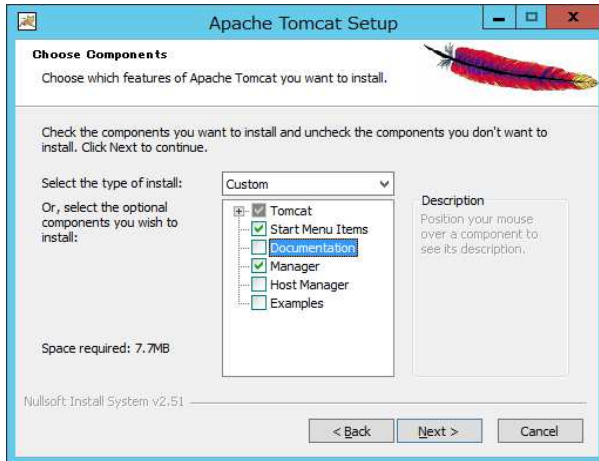 Apache Tomcat Setup
Choose Components
Choose which features of Apache Tomcat you want to install.
Check the components you want to install and uncheck the components you don't want to
install. Click Next to continue.
Select the type of install:
Custom
Or, select the optional
components you wish to
install:
Tomcat
Start Menu Items
Documentation
Manager
Host Manager
Examples
Description
Position your mouse
over a component to
see its description.
Space required: 7.7MB
Nullsoft Install System v2.51
< Back
Next >
Cancel